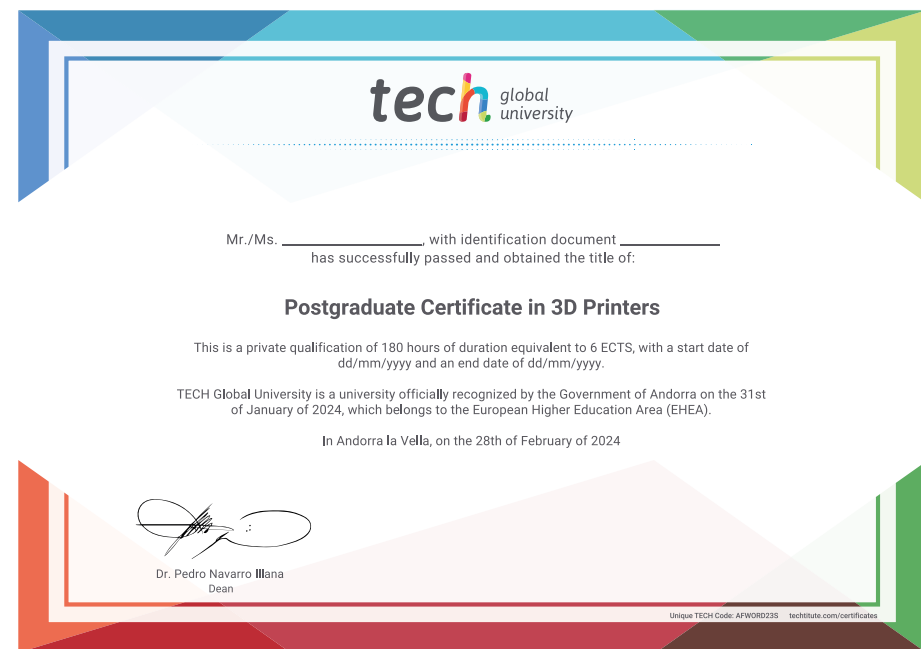 tech global
university
Mr./Ms. ____________, with identification document ____________
has successfully passed and obtained the title of:
Postgraduate Certificate in 3D Printers
This is a private qualification of 180 hours of duration equivalent to 6 ECTS, with a start date of
dd/mm/yyyy and an end date of dd/mm/yyyy.
TECH Global University is a university officially recognized by the Government of Andorra on the 31st
of January of 2024, which belongs to the European Higher Education Area (EHEA).
In Andorra la Vella, on the 28th of February of 2024
Dr. Pedro Navarro Illana
Dean
Unique TECH Code: AFWORD23S techtitute.com/certificates